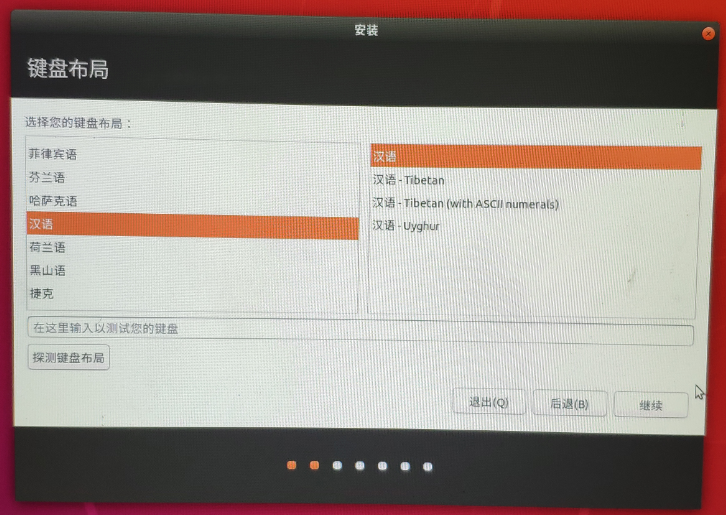 安装
键盘布局
选择您的键盘布局：
菲律宾语
芬兰语
哈萨克语
汉语
荷兰语
黑山语
捷克
汉语
汉语 - Tibetan
汉语 - Tibetan (with ASCII numerals)
汉语 - Uyghur
在这里输入以测试您的键盘
探测键盘布局
退出(Q)
后退(B)
继续